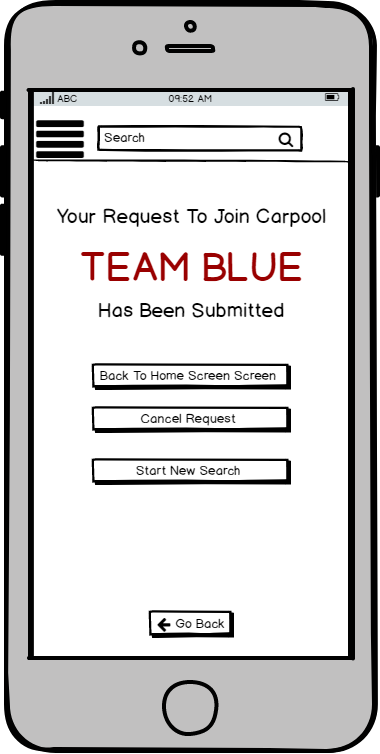 ABC 09:52 AM
Search
Your Request To Join Carpool
TEAM BLUE
Has Been Submitted
Back To Home Screen Screen
Cancel Request
Start New Search
Go Back